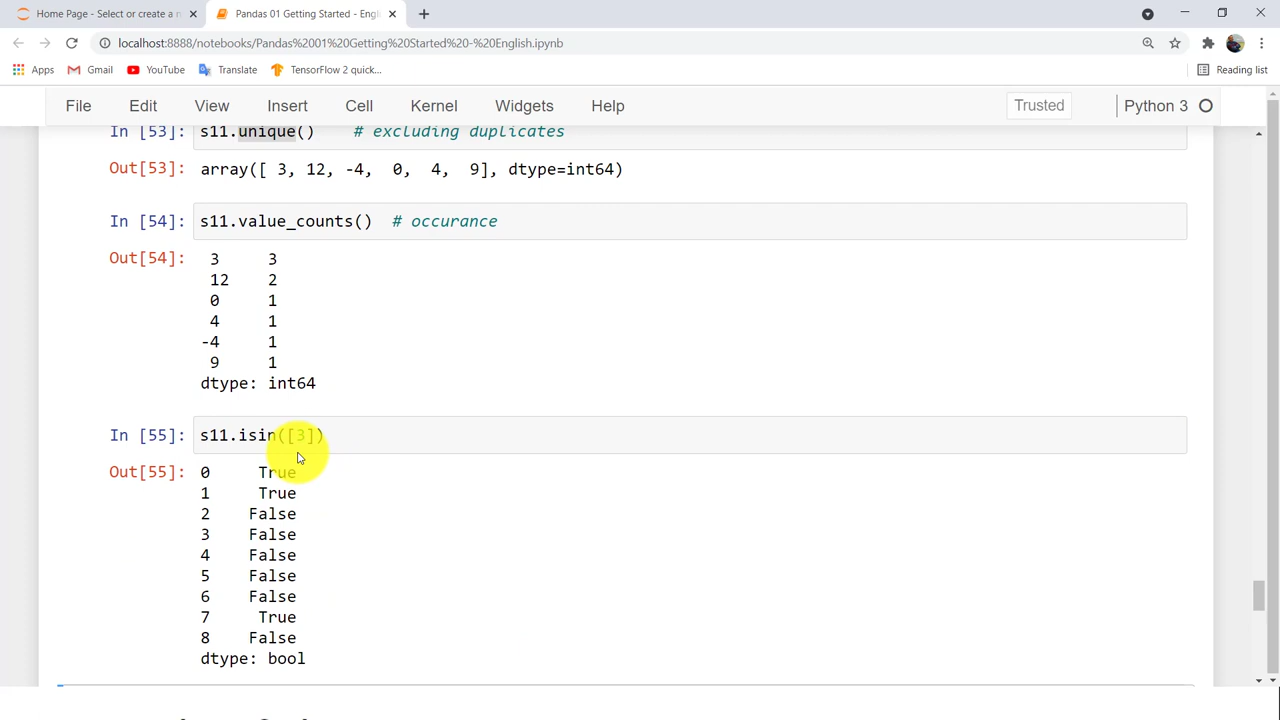 Home Page - Select or create a n
Pandas 01 Getting Started - Engl
localhost:8888/notebooks/Pandas%2001%20Getting%20Started%20-%20English.ipynb
Apps Gmail YouTube Translate TensorFlow 2 quick... Reading list
File Edit View Insert Cell Kernel Widgets Help Trusted Python 3
In [53]: s11.unique() # excluding duplicates
Out[53]: array([ 3, 12, -4, 0, 4, 9], dtype=int64)
In [54]: s11.value_counts() # occurance
Out[54]: 3 3
12 2
0 1
4 1
-4 1
9 1
dtype: int64
In [55]: s11.isin([3])
Out[55]: 0 True
1 True
2 False
3 False
4 False
5 False
6 False
7 True
8 False
dtype: bool